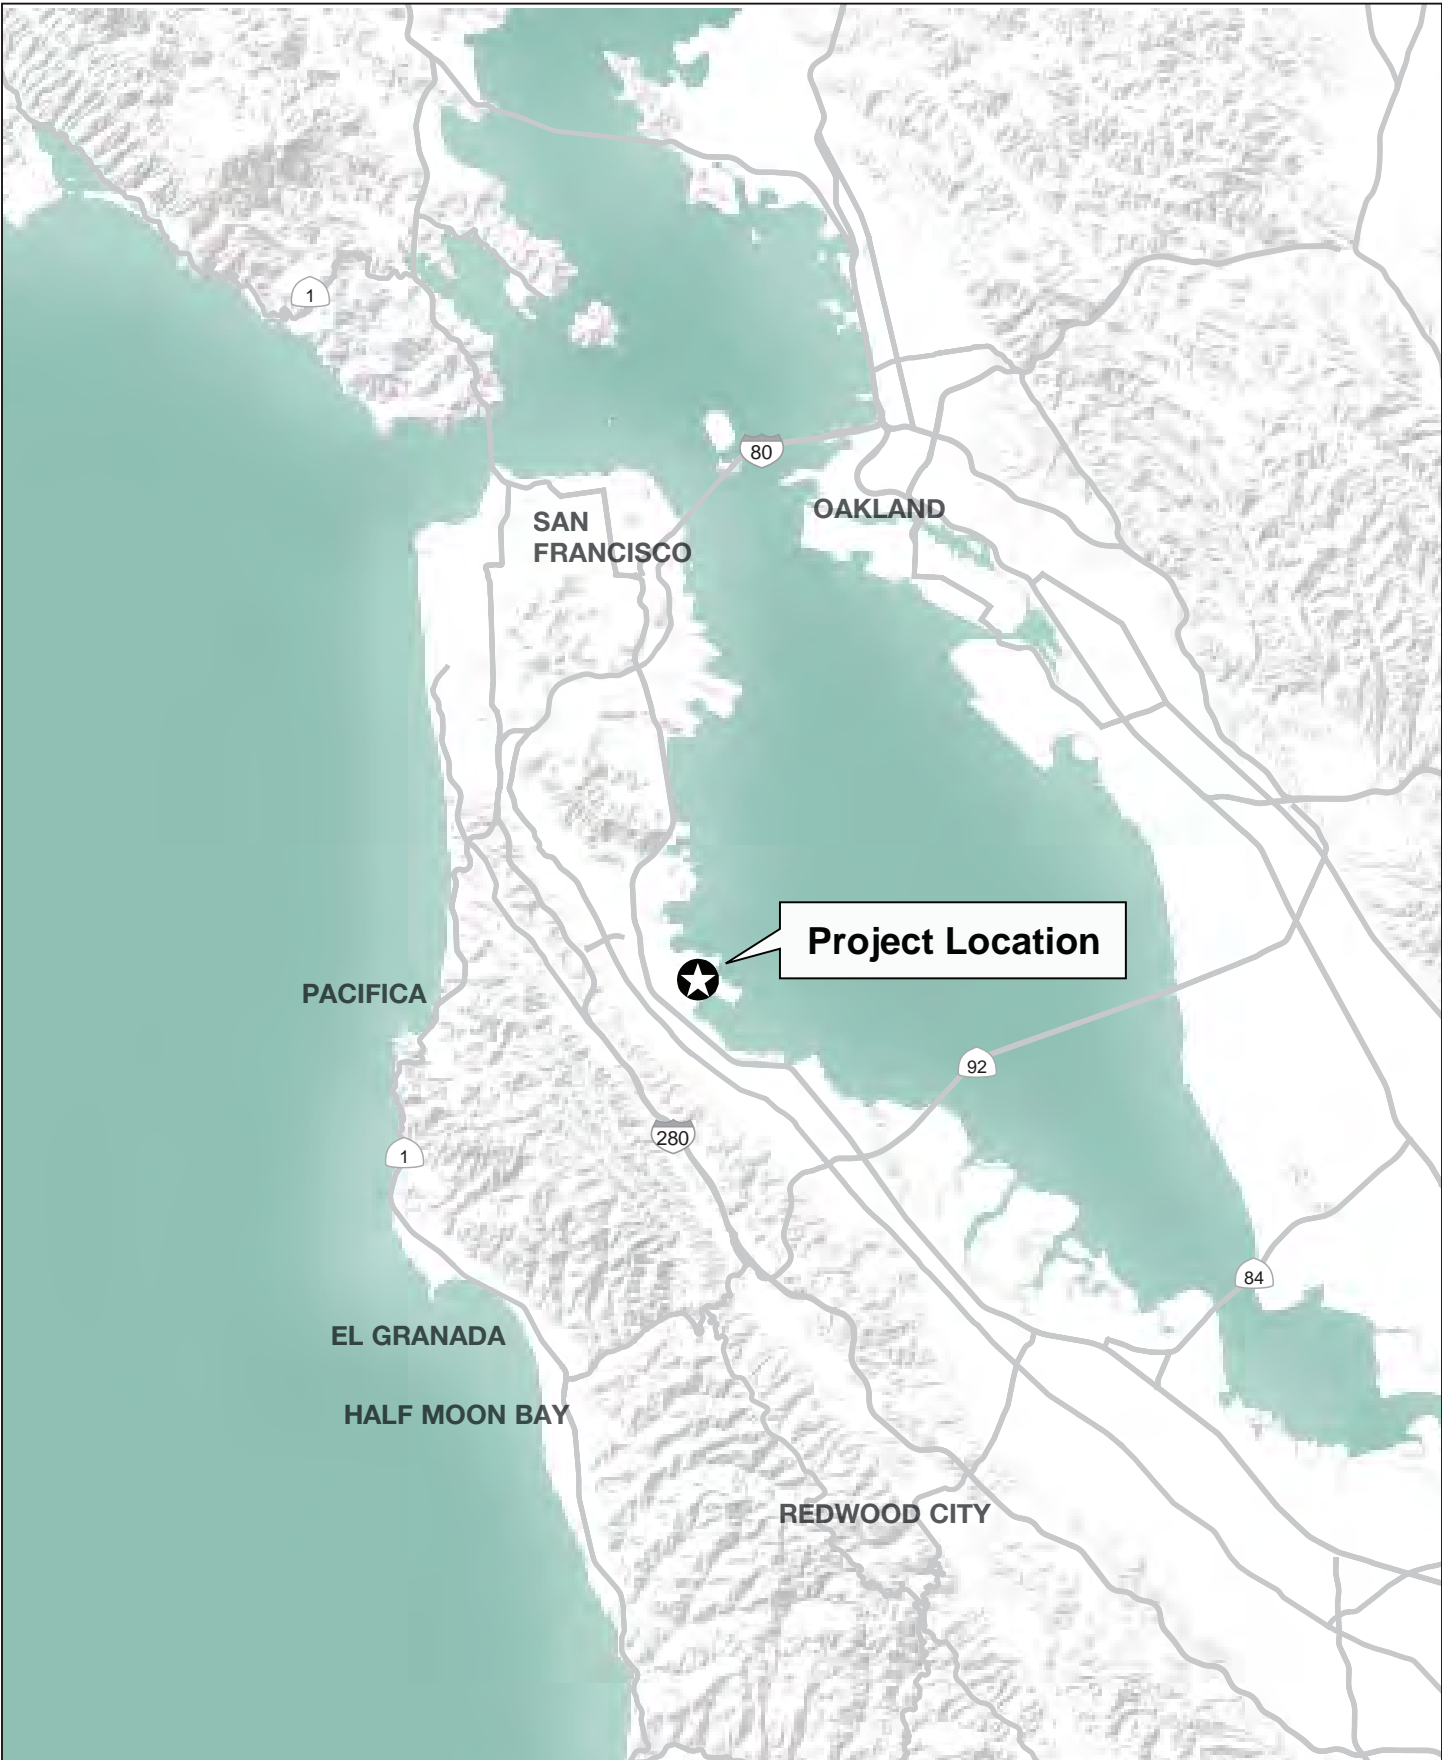 1
80
OAKLAND
SAN
FRANCISCO
Project Location
PACIFICA
92
280
1
84
EL GRANADA
HALF MOON BAY
REDWOOD CITY